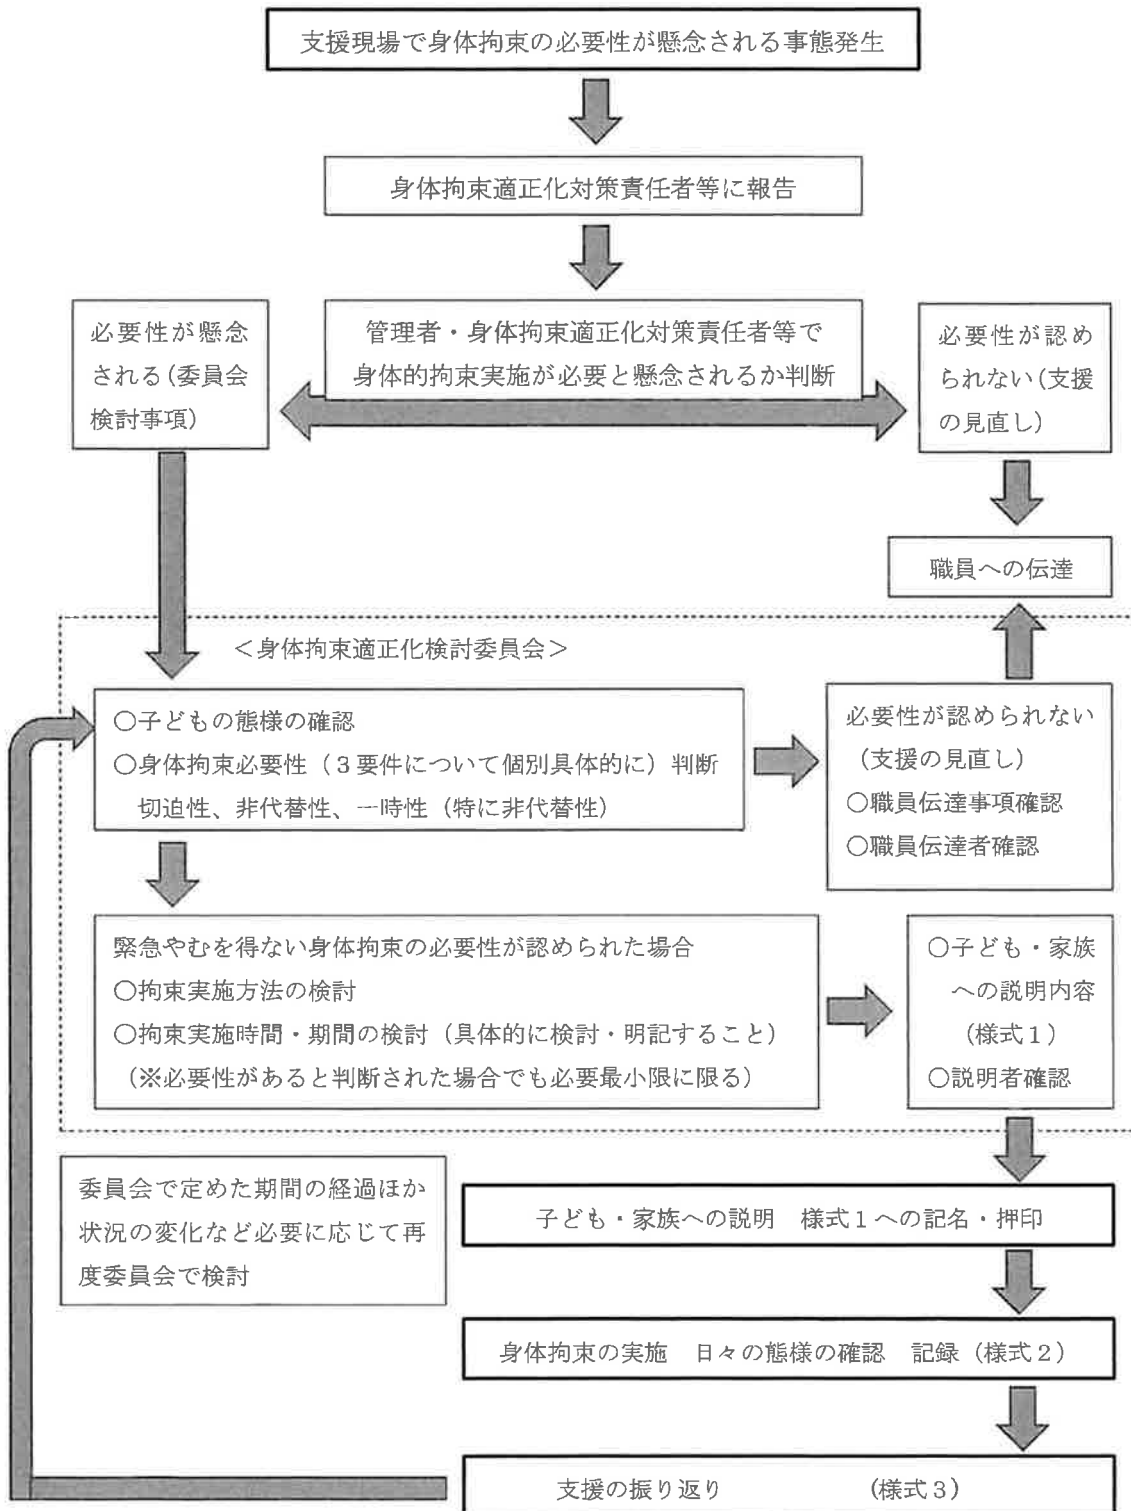 支援現場で身体拘束の必要性が懸念される事態発生
身体拘束適正化対策責任者等に報告
必要性が懸念
される(委員会
検討事項)
管理者・身体拘束適正化対策責任者等で
身体的拘束実施が必要と懸念されるか判断
必要性が認め
られない(支援
の見直し)
職員への伝達
＜身体拘束適正化検討委員会＞
○子どもの態様の確認
○身体拘束必要性（３要件について個別具体的に）判断
切迫性、非代替性、一時性（特に非代替性）
必要性が認められない
(支援の見直し)
○職員伝達事項確認
○職員伝達者確認
緊急やむを得ない身体拘束の必要性が認められた場合
○拘束実施方法の検討
○拘束実施時間・期間の検討（具体的に検討・明記すること）
（※必要性があると判断された場合でも必要最小限に限る）
○子ども・家族
への説明内容
（様式１）
○説明者確認
委員会で定めた期間の経過ほか
状況の変化など必要に応じて再
度委員会で検討
子ども・家族への説明　様式１への記名・押印
身体拘束の実施　日々の態様の確認　記録（様式２）
支援の振り返り　(様式３)